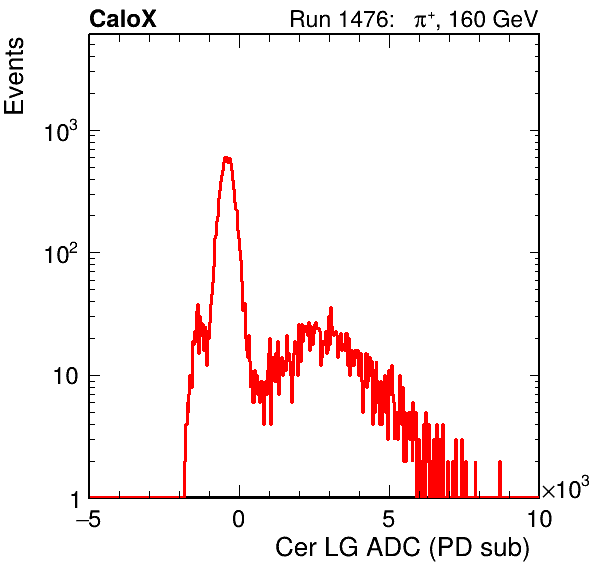 CaloX Run 1476: π⁺, 160 GeV
Events
10³
10²
10
1
−5 0 5 10
×10³
Cer LG ADC (PD sub)